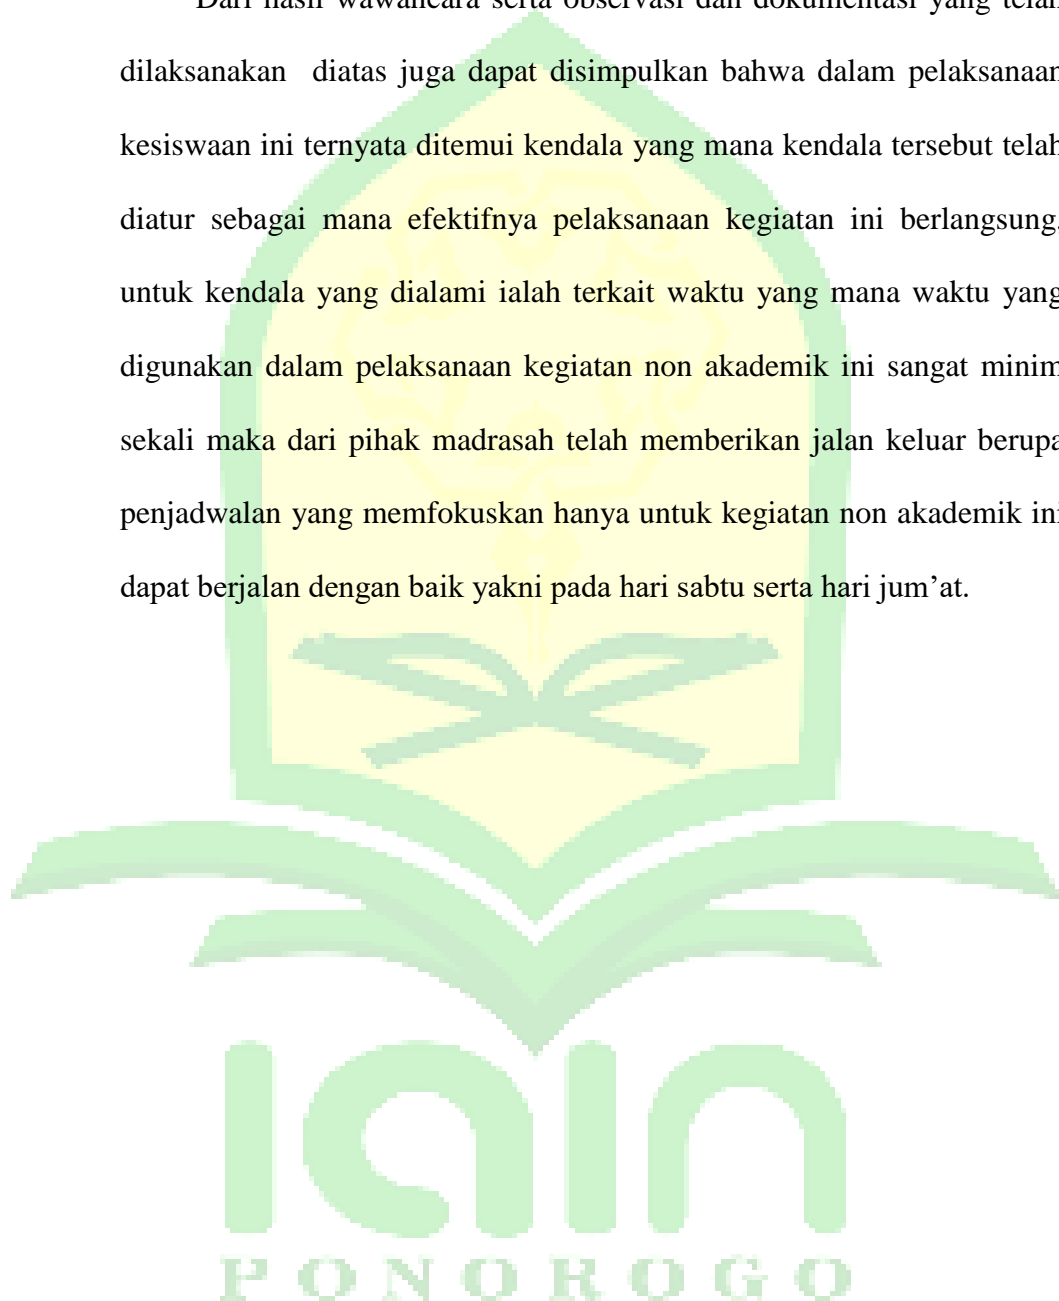 Dari hasil wawancara serta observasi dan dokumentasi yang telah
dilaksanakan diatas juga dapat disimpulkan bahwa dalam pelaksanaan
kesiswaan ini ternyata ditemui kendala yang mana kendala tersebut telah
diatur sebagai mana efektifnya pelaksanaan kegiatan ini berlangsung.
untuk kendala yang dialami ialah terkait waktu yang mana waktu yang
digunakan dalam pelaksanaan kegiatan non akademik ini sangat minim
sekali maka dari pihak madrasah telah memberikan jalan keluar berupa
penjadwalan yang memfokuskan hanya untuk kegiatan non akademik ini
dapat berjalan dengan baik yakni pada hari sabtu serta hari jum’at.
iain
PONOROGO